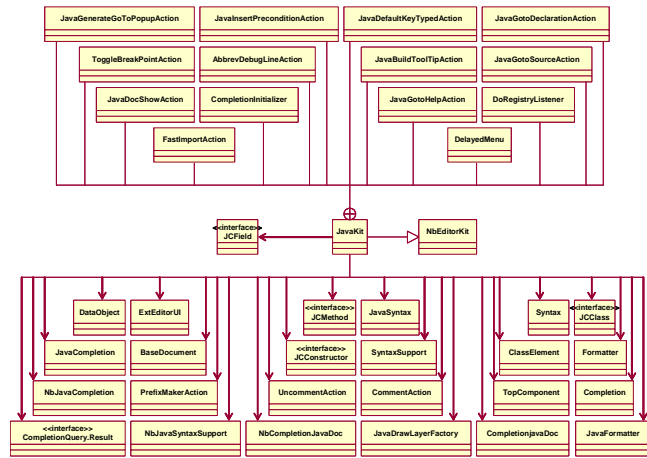 JavaGenerateGoToPopupAction JavaInsertPreconditionAction JavaDefaultKeyTypedAction JavaGotoDeclarationAction
ToggleBreakPointAction AbbrevDebugLineAction JavaBuildToolTipAction JavaGotoSourceAction
JavaDocShowAction CompletionInitializer JavaGotoHelpAction DoRegistryListener
FastImportAction DelayedMenu
<<interface>>
JCField JavaKit NbEditorKit
DataObject ExtEditorUI <<interface>> JavaSyntax Syntax <<interface>>
JCMethod JCClass
JavaCompletion BaseDocument <<interface>> SyntaxSupport ClassElement Formatter
JCConstructor
NbJavaCompletion PrefixMakerAction UncommentAction CommentAction TopComponent Completion
<<interface>>
CompletionQuery.Result NbJavaSyntaxSupport NbCompletionJavaDoc JavaDrawLayerFactory CompletionjavaDoc JavaFormatter